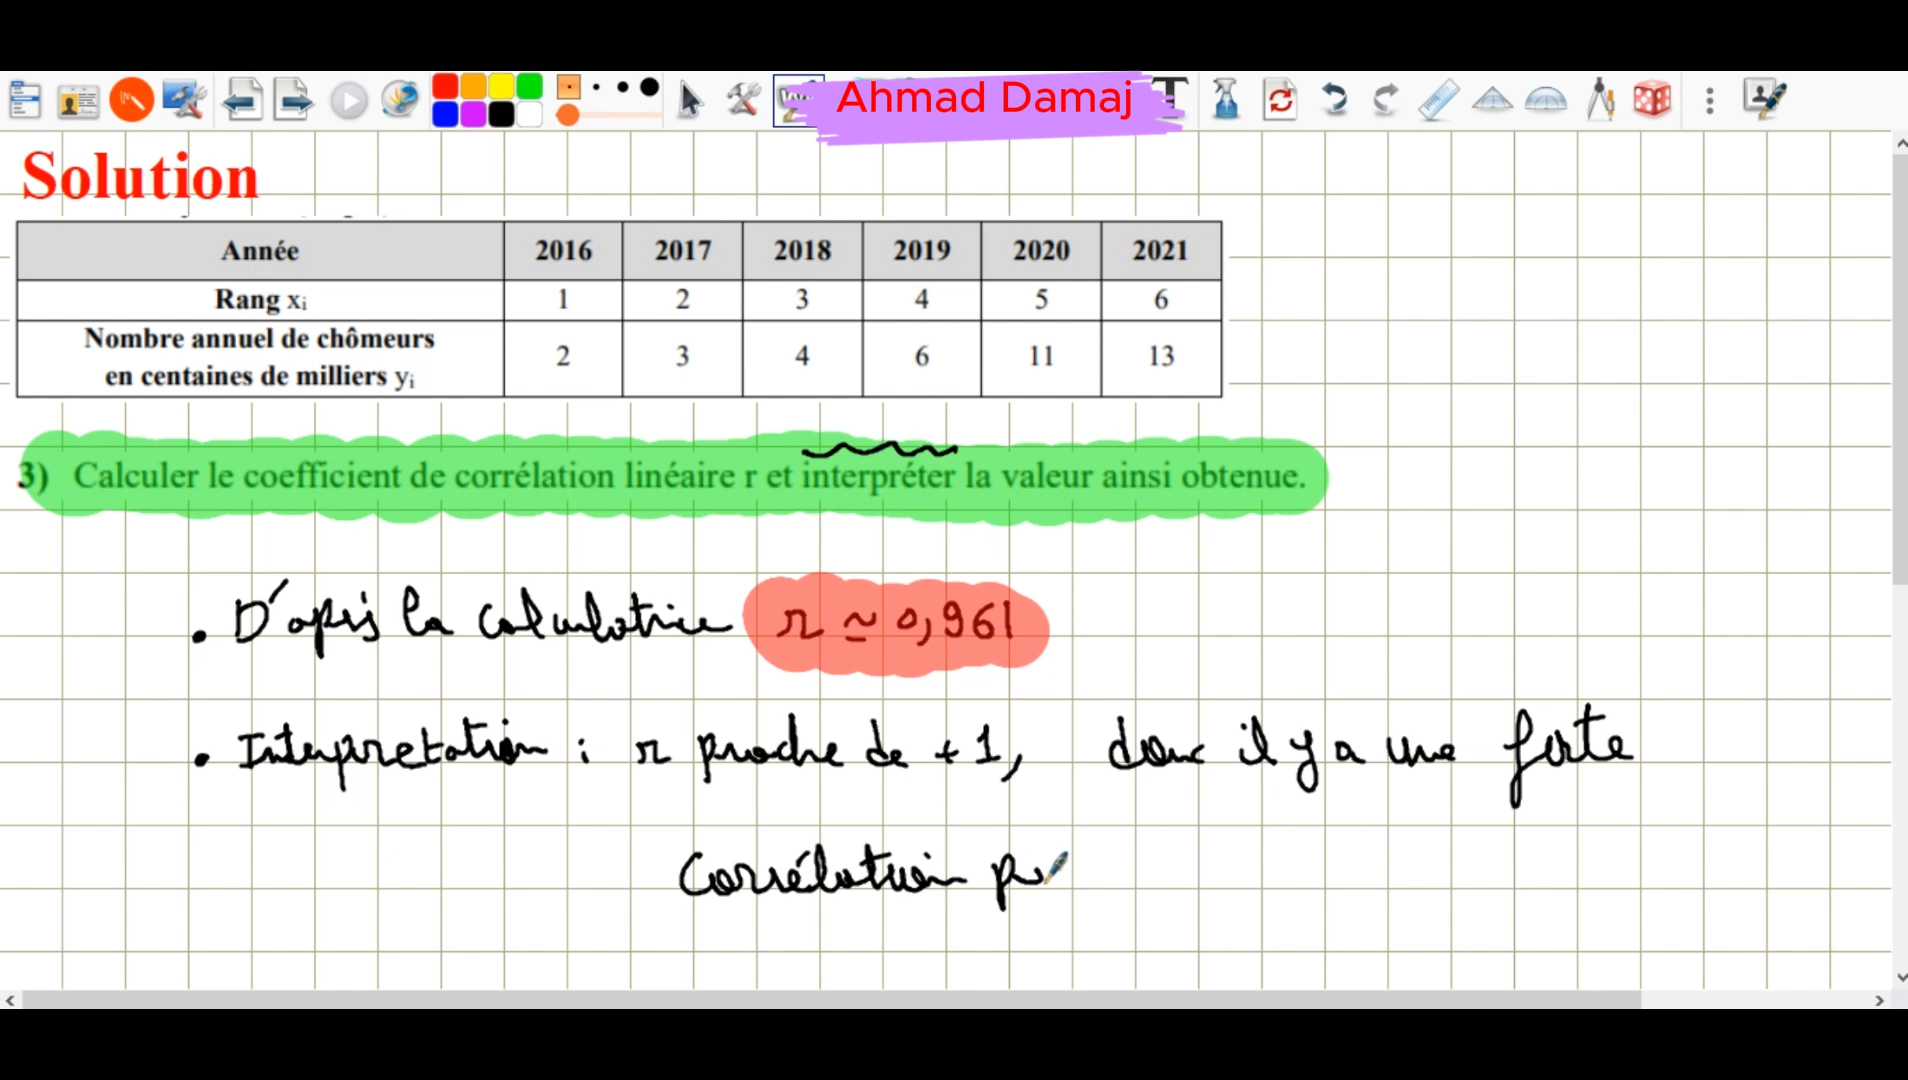 Ahmad Damaj
Solution
Année 2016 2017 2018 2019 2020 2021
Rang xi 1 2 3 4 5 6
Nombre annuel de chômeurs
en centaines de milliers yi 2 3 4 6 11 13
3) Calculer le coefficient de corrélation linéaire r et interpréter la valeur ainsi obtenue.
. D'après la calculatrice r ≃ 0,961
. Interpretation : r proche de +1, donc il y a une forte
Corrélation